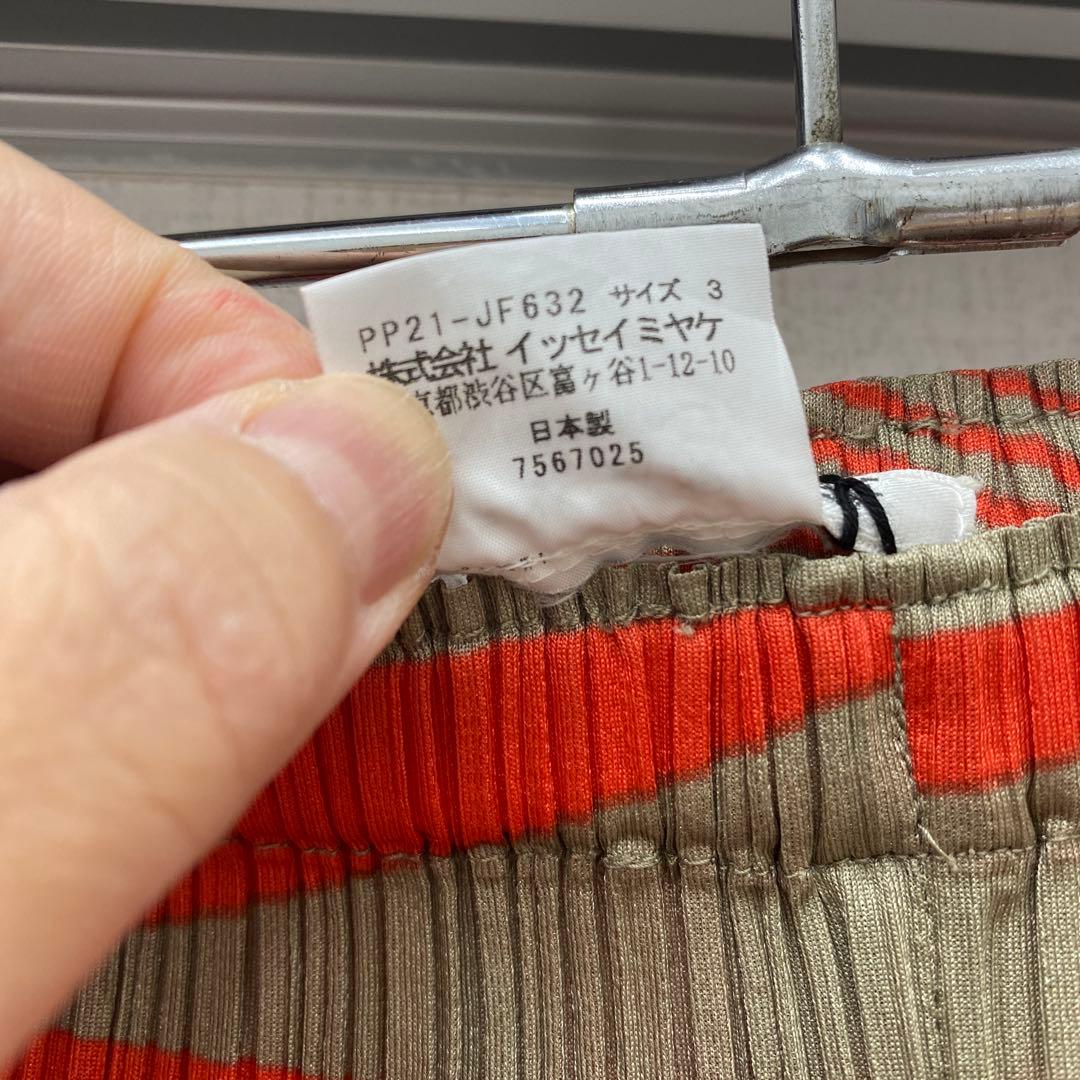 PP21-JF632 サイズ 3
株式会社 イッセイミヤケ
京都渋谷区富ヶ谷1-12-10
日本製
7567025